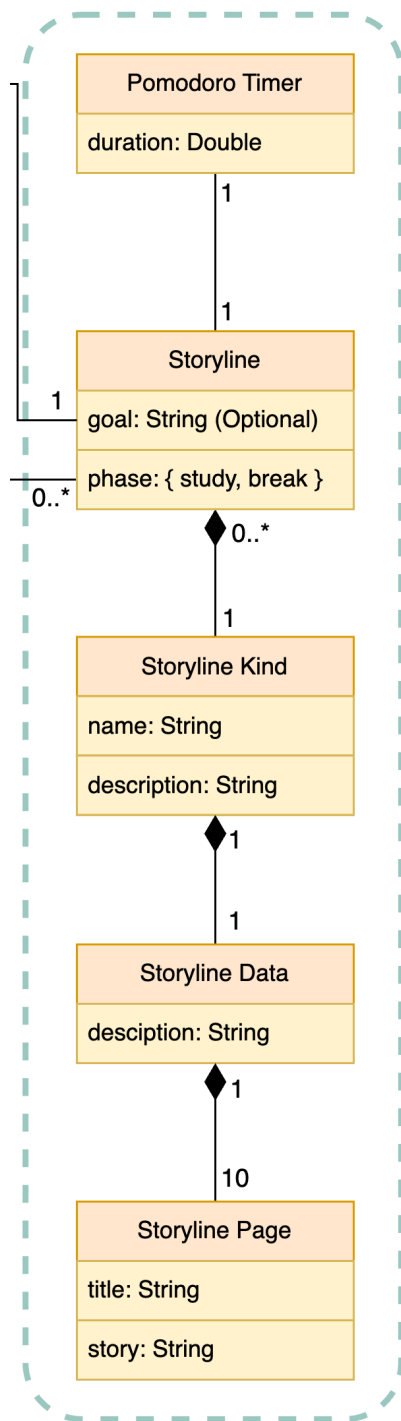 Pomodoro Timer
duration: Double
1
1
Storyline
1
goal: String (Optional)
phase: { study, break }
0..*
0..*
1
Storyline Kind
name: String
description: String
1
1
Storyline Data
desciption: String
1
10
Storyline Page
title: String
story: String